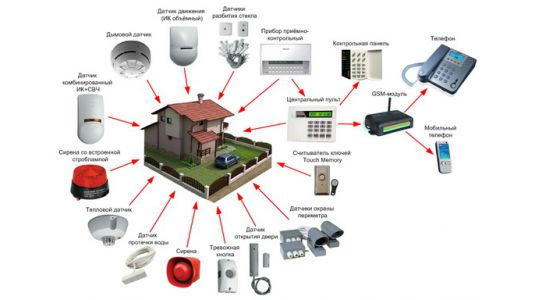 Датчик движения
(ИК объёмный)
Датчики
разбития стекла
Дымовой датчик
Прибор приёмно-
контрольный
Контрольная панель
Телефон
Датчик
комбинированный
ИК+СВЧ
Центральный пульт
GSM-модуль
Мобильный
телефон
Считыватель ключей
Touch Memory
Сирена со встроенной
строблампой
Датчики охраны
периметра
Тепловой датчик
Датчик
протечки воды
Сирена
Тревожная
кнопка
Датчик
открытия двери